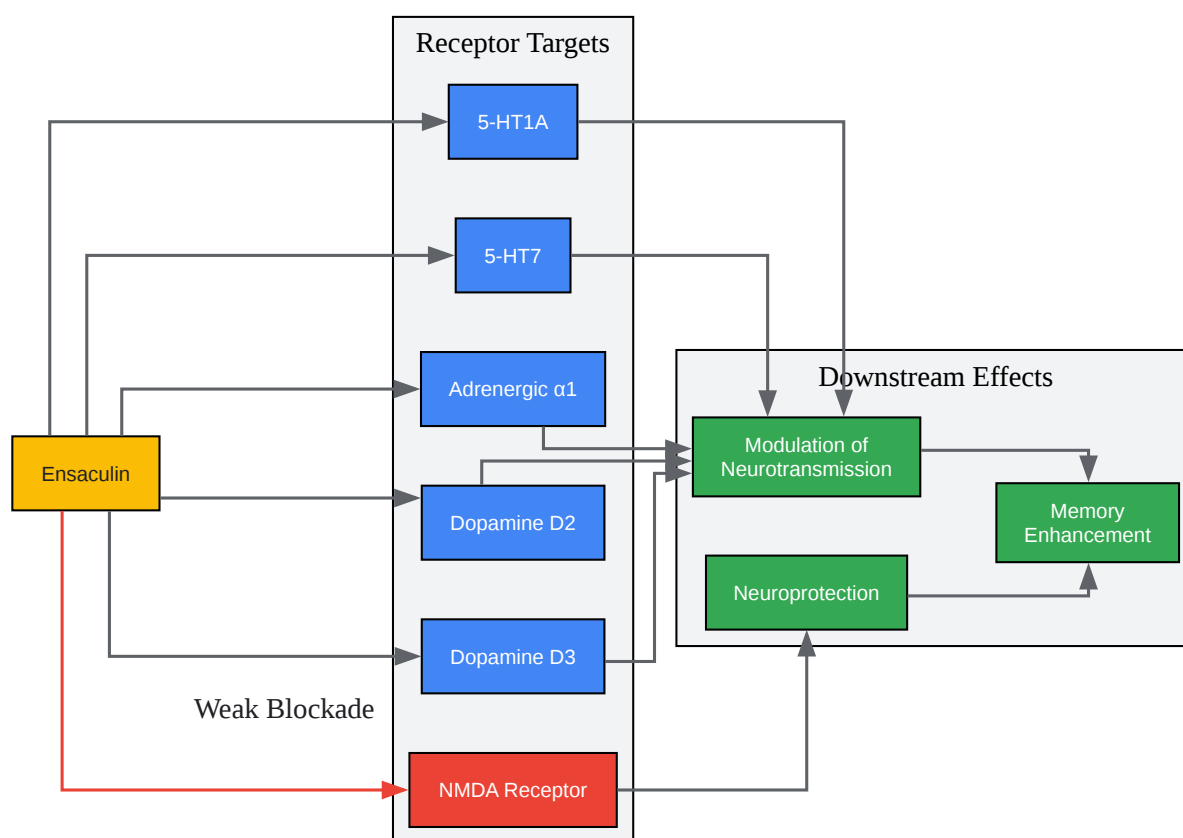 Receptor Targets
5-HT1A
5-HT7
Adrenergic α1
Downstream Effects
Modulation of
Neurotransmission
Ensaculin
Dopamine D2
Memory
Enhancement
Neuroprotection
Dopamine D3
Weak Blockade
NMDA Receptor